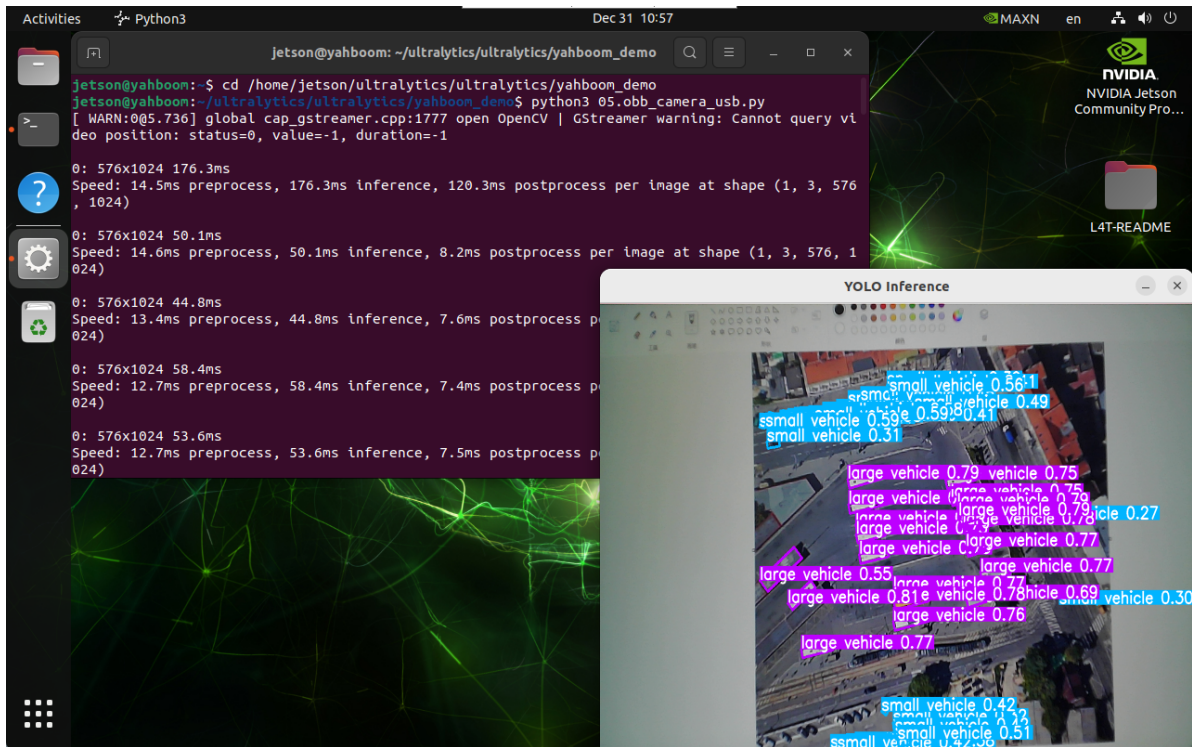 Activities
Python3
Dec 31 10:57
MAXN
en
jetson@yahboom: ~/ultralytics/ultralytics/yahboom_demo
jetson@yahboom:~$ cd /home/jetson/ultralytics/ultralytics/yahboom_demo
jetson@yahboom:~/ultralytics/ultralytics/yahboom_demo$ python3 05.obb_camera_usb.py
[ WARN:0@5.736] global cap_gstreamer.cpp:1777 open OpenCV | GStreamer warning: Cannot query vi
deo position: status=0, value=-1, duration=-1
0: 576x1024 176.3ms
Speed: 14.5ms preprocess, 176.3ms inference, 120.3ms postprocess per image at shape (1, 3, 576
, 1024)
0: 576x1024 50.1ms
Speed: 14.6ms preprocess, 50.1ms inference, 8.2ms postprocess per image at shape (1, 3, 576, 1
024)
0: 576x1024 44.8ms
Speed: 13.4ms preprocess, 44.8ms inference, 7.6ms postprocess p
024)
0: 576x1024 58.4ms
Speed: 12.7ms preprocess, 58.4ms inference, 7.4ms postprocess p
024)
0: 576x1024 53.6ms
Speed: 12.7ms preprocess, 53.6ms inference, 7.5ms postprocess p
024)
NVIDIA.
NVIDIA Jetson
Community Pro...
L4T-README
YOLO Inference
small vehicle 0.56
vehicle 0.49
small vehicle 0.59
0.41
small vehicle 0.31
large vehicle 0.79
vehicle 0.75
large vehicle
large vehicle 0.79
0.27
large vehicle 0.77
large vehicle 0.77
large vehicle 0.55
large vehicle 0.77
large vehicle 0.81
vehicle 0.78
0.69
small vehicle 0.30
large vehicle 0.76
large vehicle 0.77
small vehicle 0.42
small vehicle 0.51